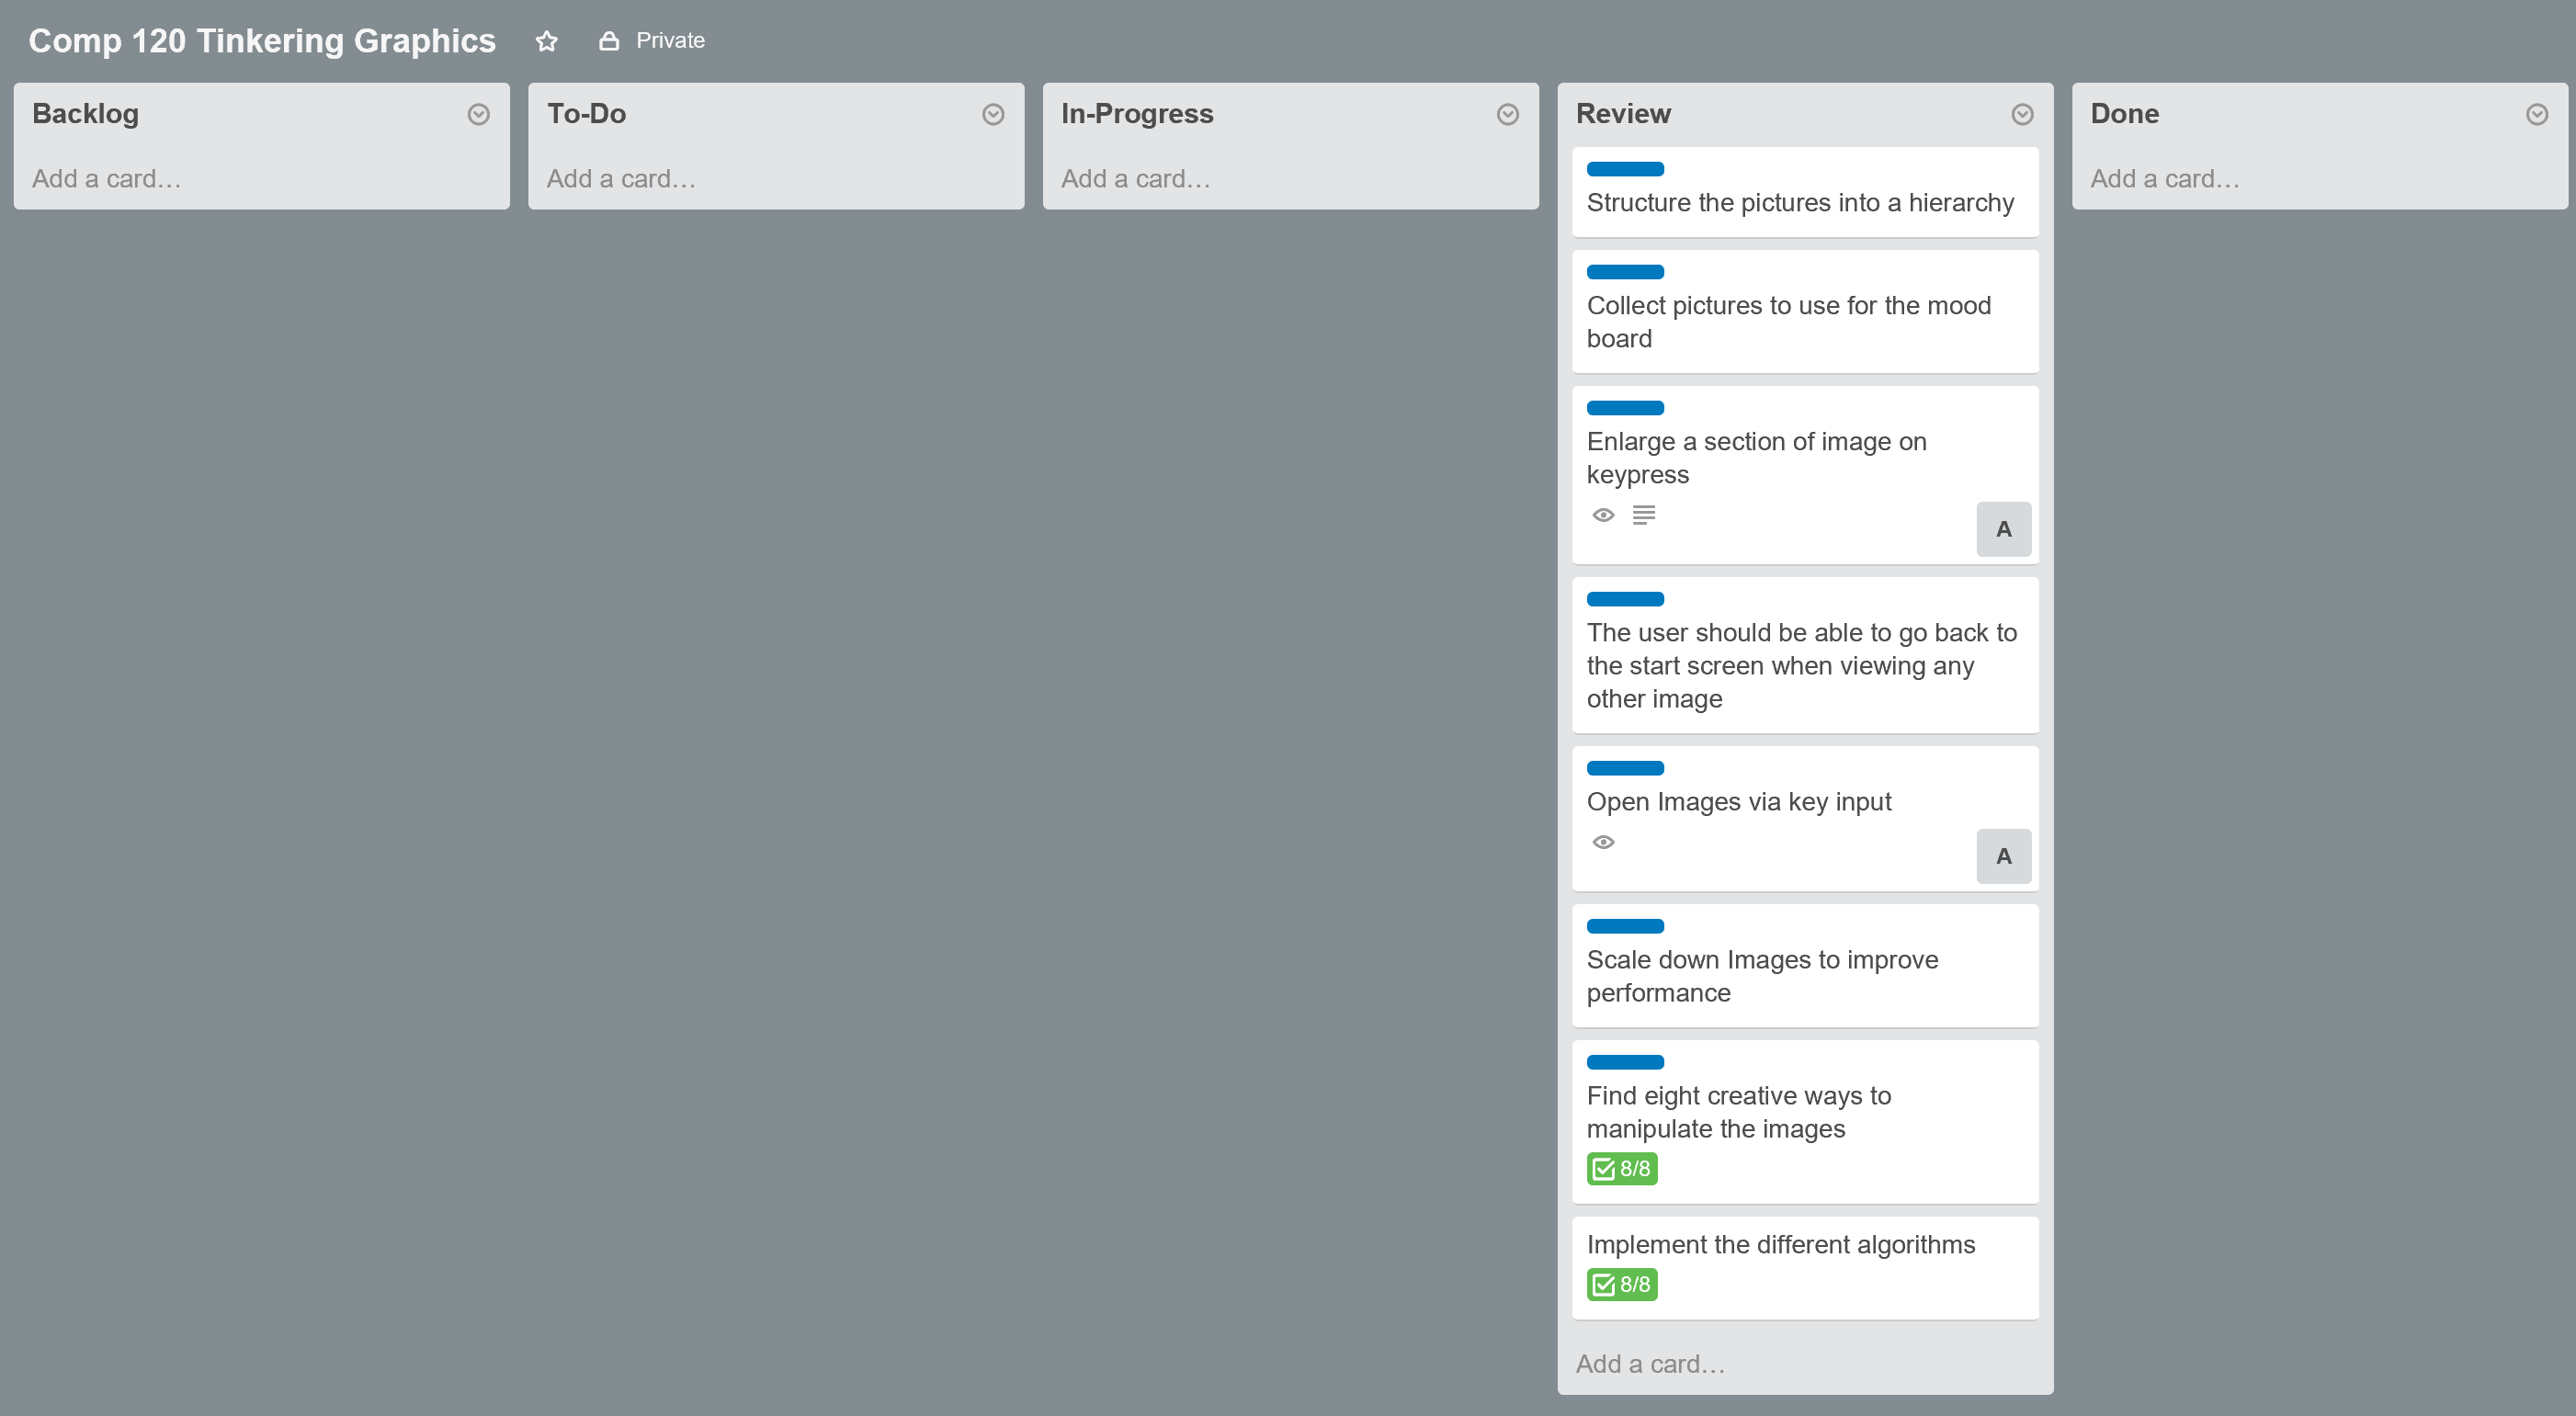 Comp 120 Tinkering Graphics Private
Backlog
Add a card…
To-Do
Add a card…
In-Progress
Add a card…
Review
Structure the pictures into a hierarchy
Collect pictures to use for the mood
board
Enlarge a section of image on
keypress
A
The user should be able to go back to
the start screen when viewing any
other image
Open Images via key input
A
Scale down Images to improve
performance
Find eight creative ways to
manipulate the images
8/8
Implement the different algorithms
8/8
Add a card…
Done
Add a card…